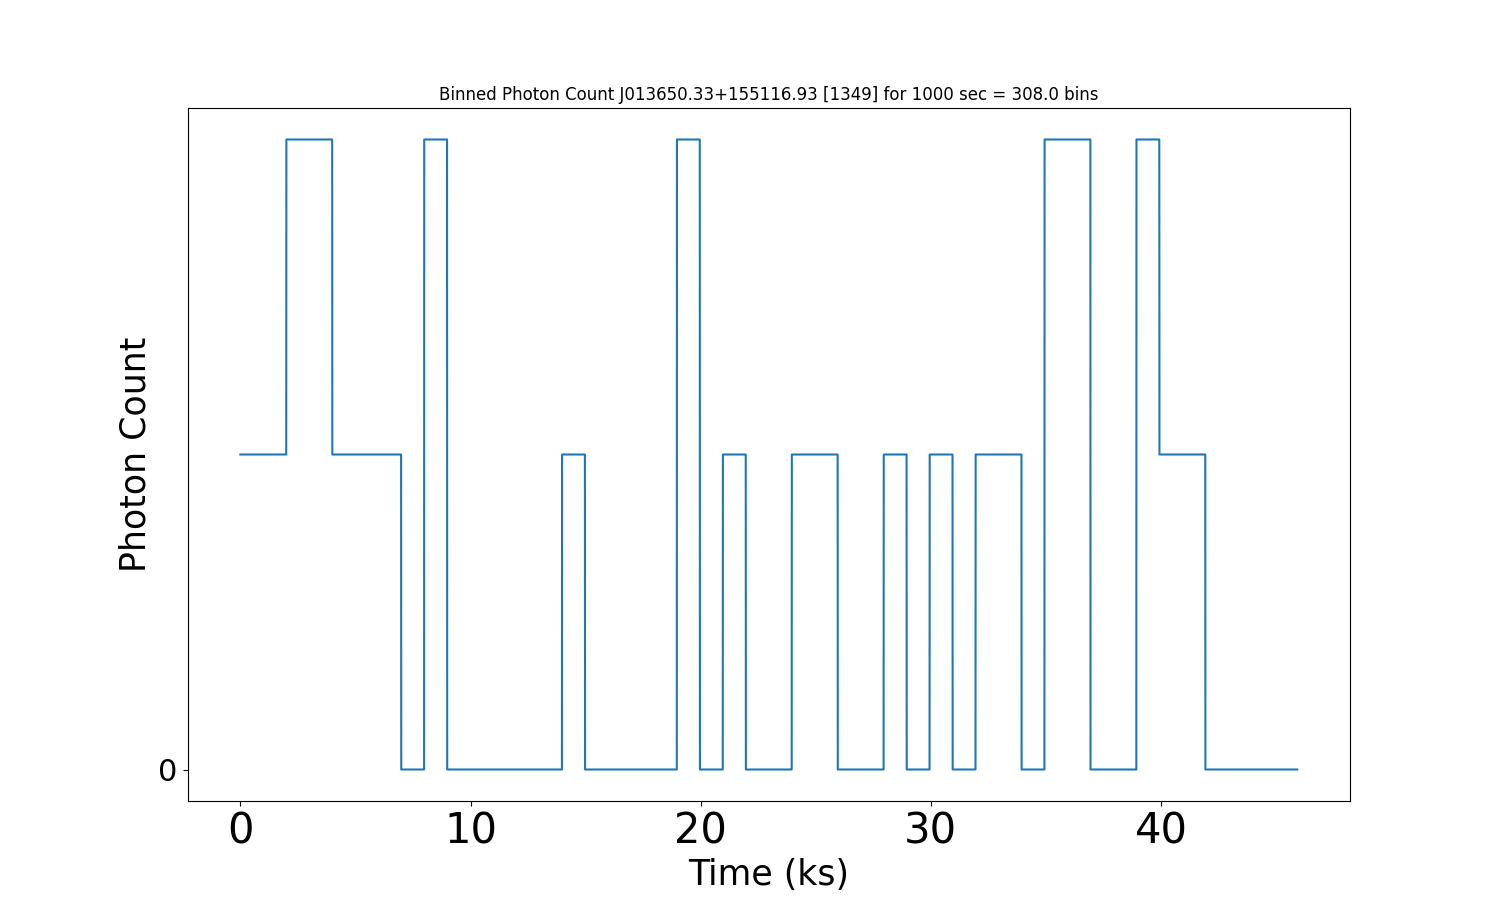 Binned Photon Count J013650.33+155116.93 [1349] for 1000 sec = 308.0 bins
Photon Count
0
0 10 20 30 40
Time (ks)